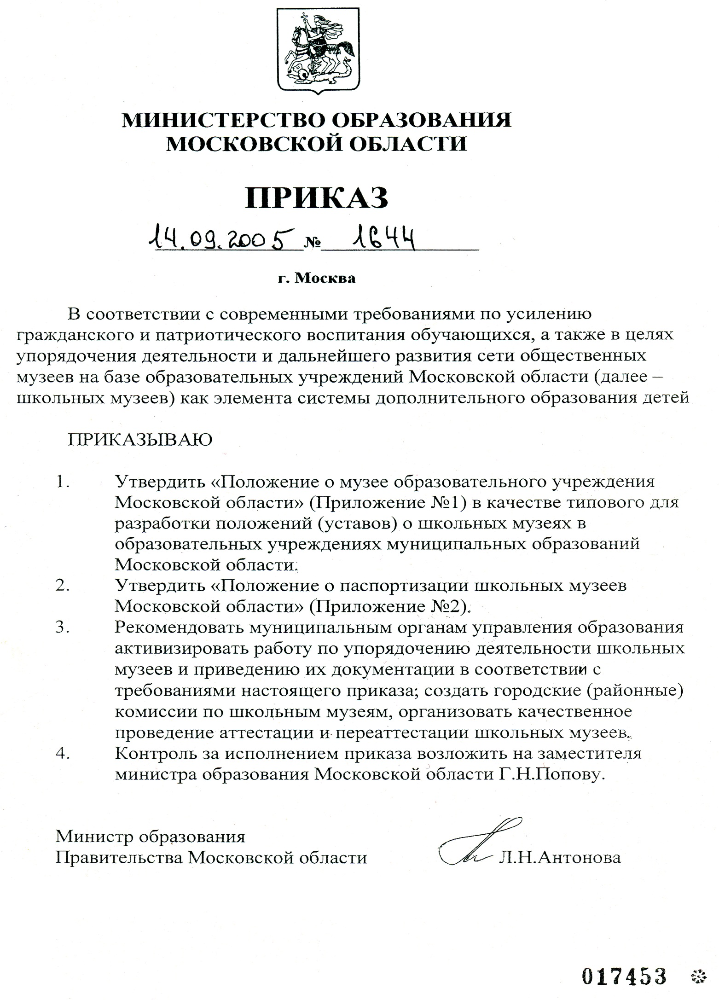 МИНИСТЕРСТВО ОБРАЗОВАНИЯ
МОСКОВСКОЙ ОБЛАСТИ
ПРИКАЗ
14.09.2005 № 1644
г. Москва
В соответствии с современными требованиями по усилению
гражданского и патриотического воспитания обучающихся, а также в целях
упорядочения деятельности и дальнейшего развития сети общественных
музеев на базе образовательных учреждений Московской области (далее –
школьных музеев) как элемента системы дополнительного образования детей
ПРИКАЗЫВАЮ
1. Утвердить «Положение о музее образовательного учреждения
Московской области» (Приложение №1) в качестве типового для
разработки положений (уставов) о школьных музеях в
образовательных учреждениях муниципальных образований
Московской области.
2. Утвердить «Положение о паспортизации школьных музеев
Московской области» (Приложение №2).
3. Рекомендовать муниципальным органам управления образования
активизировать работу по упорядочению деятельности школьных
музеев и приведению их документации в соответствии с
требованиями настоящего приказа; создать городские (районные)
комиссии по школьным музеям, организовать качественное
проведение аттестации и переаттестации школьных музеев.
4. Контроль за исполнением приказа возложить на заместителя
министра образования Московской области Г.Н.Попову.
Министр образования
Правительства Московской области Л.Н.Антонова
017453